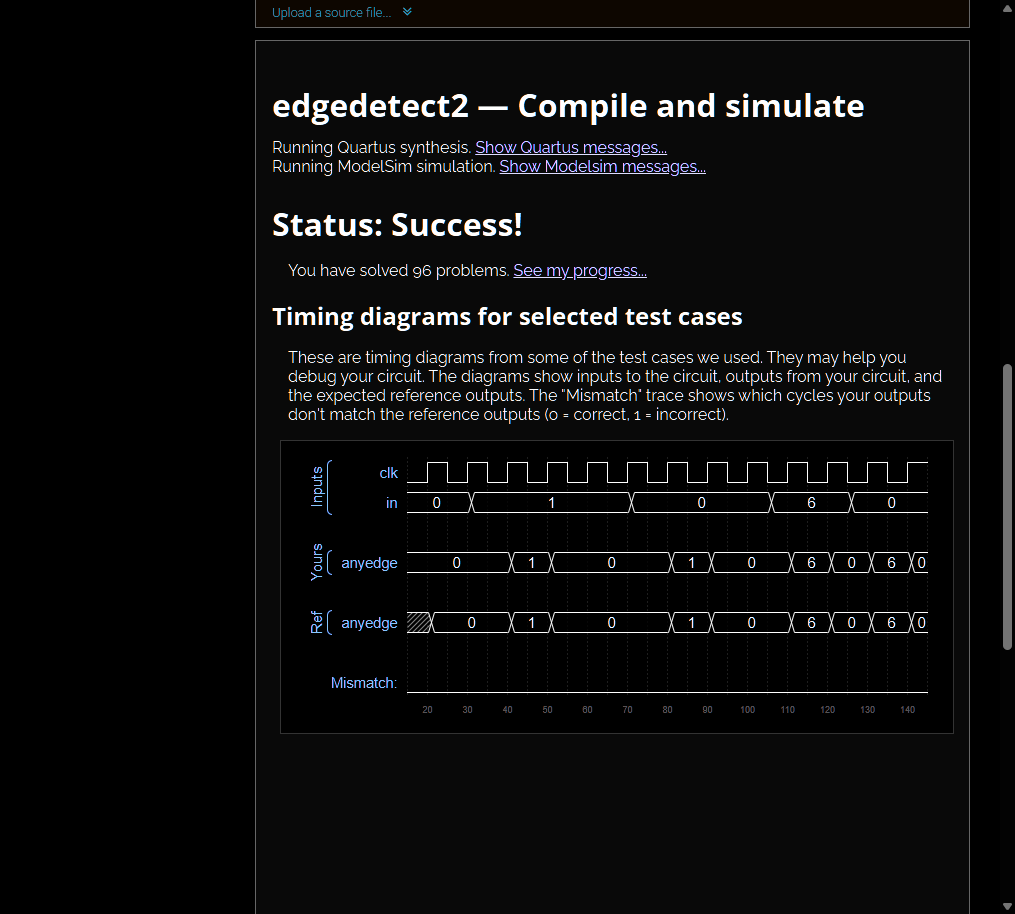 Upload a source file...
edgedetect2 — Compile and simulate
Running Quartus synthesis. Show Quartus messages...
Running ModelSim simulation. Show Modelsim messages...
Status: Success!
You have solved 96 problems. See my progress...
Timing diagrams for selected test cases
These are timing diagrams from some of the test cases we used. They may help you
debug your circuit. The diagrams show inputs to the circuit, outputs from your circuit, and
the expected reference outputs. The "Mismatch" trace shows which cycles your outputs
don't match the reference outputs (0 = correct, 1 = incorrect).
Inputs
clk
in 0 1 0 6 0
Yours
anyedge 0 1 0 1 0 6 0 6 0
Ref
anyedge 0 1 0 1 0 6 0 6 0
Mismatch:
20 30 40 50 60 70 80 90 100 110 120 130 140